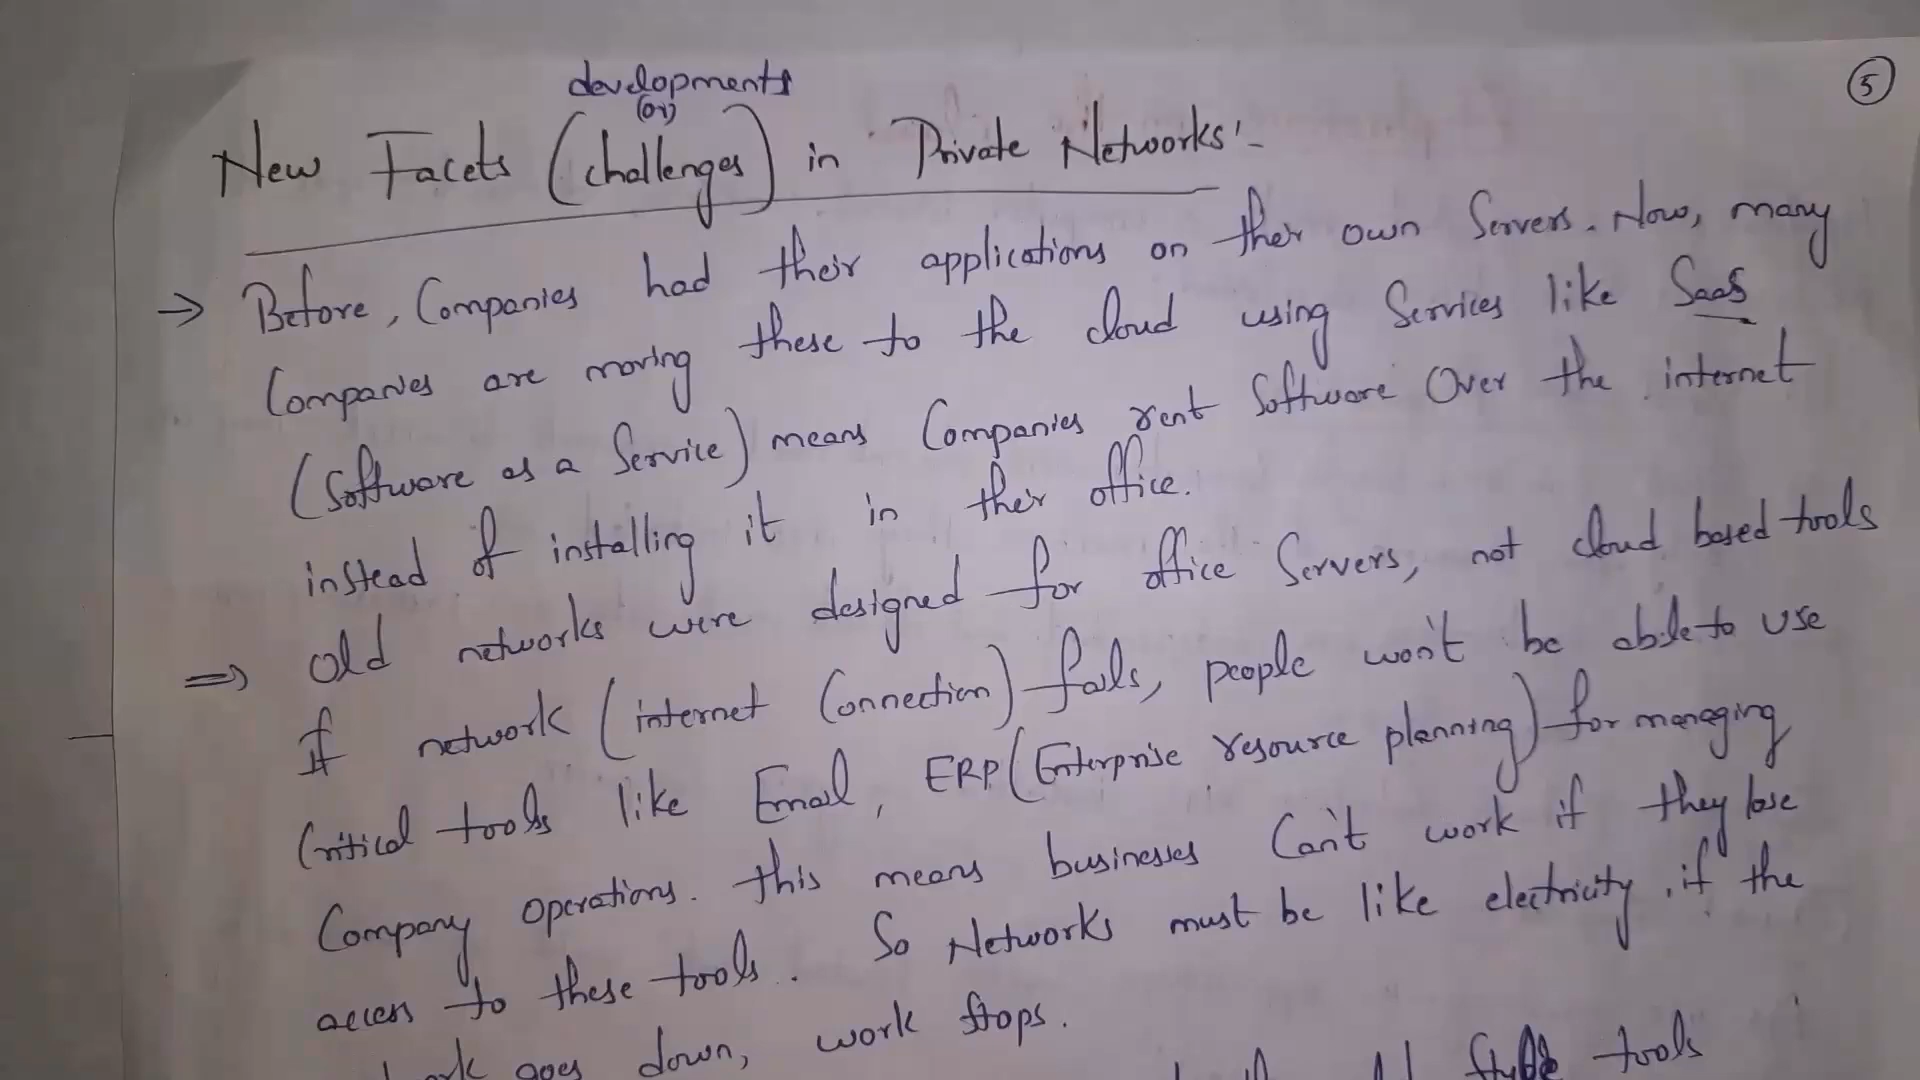 5
developments
(or)
New Facets (challenges) in Private Networks:-
→ Before, Companies had their applications on their own Servers. Now, many
Companies are moving these to the cloud using Services like SaaS
(Software as a Service) means Companies rent Software Over the internet
instead of installing it in their office.
⇒ Old networks were designed for office Servers, not cloud based tools
If network (internet Connection) fails, people won't be able to use
Critical tools like Email, ERP (Enterprise resource planning) for managing
Company operations. this means businesses Can't work if they lose
access to these tools. So Networks must be like electricity, if the
goes down, work stops.
tools